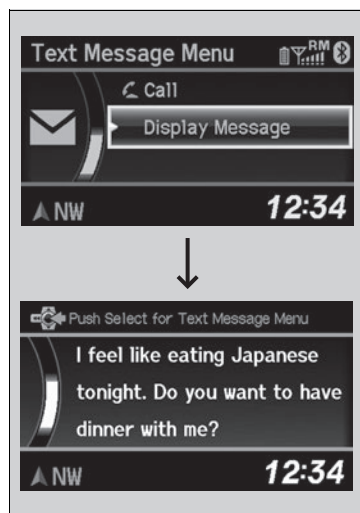 Text Message Menu
RM
Call
Display Message
NW
12:34
Push Select for Text Message Menu
I feel like eating Japanese
tonight. Do you want to have
dinner with me?
NW
12:34